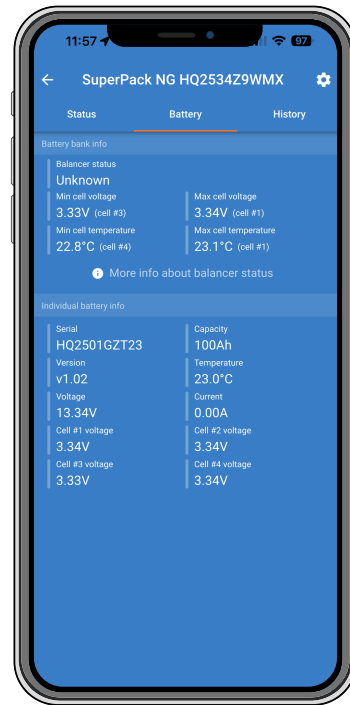 11:57 97
SuperPack NG HQ2534Z9WMX
Status Battery History
Battery bank info
Balancer status
Unknown
Min cell voltage Max cell voltage
3.33V (cell #3) 3.34V (cell #1)
Min cell temperature Max cell temperature
22.8°C (cell #4) 23.1°C (cell #1)
More info about balancer status
Individual battery info
Serial Capacity
HQ2501GZT23 100Ah
Version Temperature
v1.02 23.0°C
Voltage Current
13.34V 0.00A
Cell #1 voltage Cell #2 voltage
3.34V 3.34V
Cell #3 voltage Cell #4 voltage
3.33V 3.34V